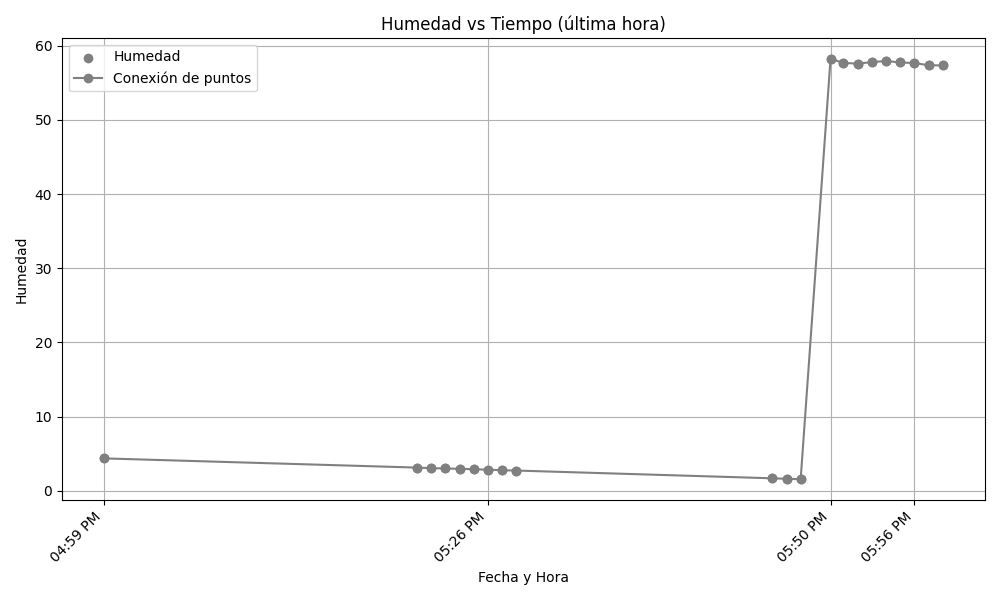 Humedad vs Tiempo (última hora)
Humedad
Conexión de puntos
60
50
40
30
20
10
0
Humedad
04:59 PM
05:26 PM
05:50 PM
05:56 PM
Fecha y Hora